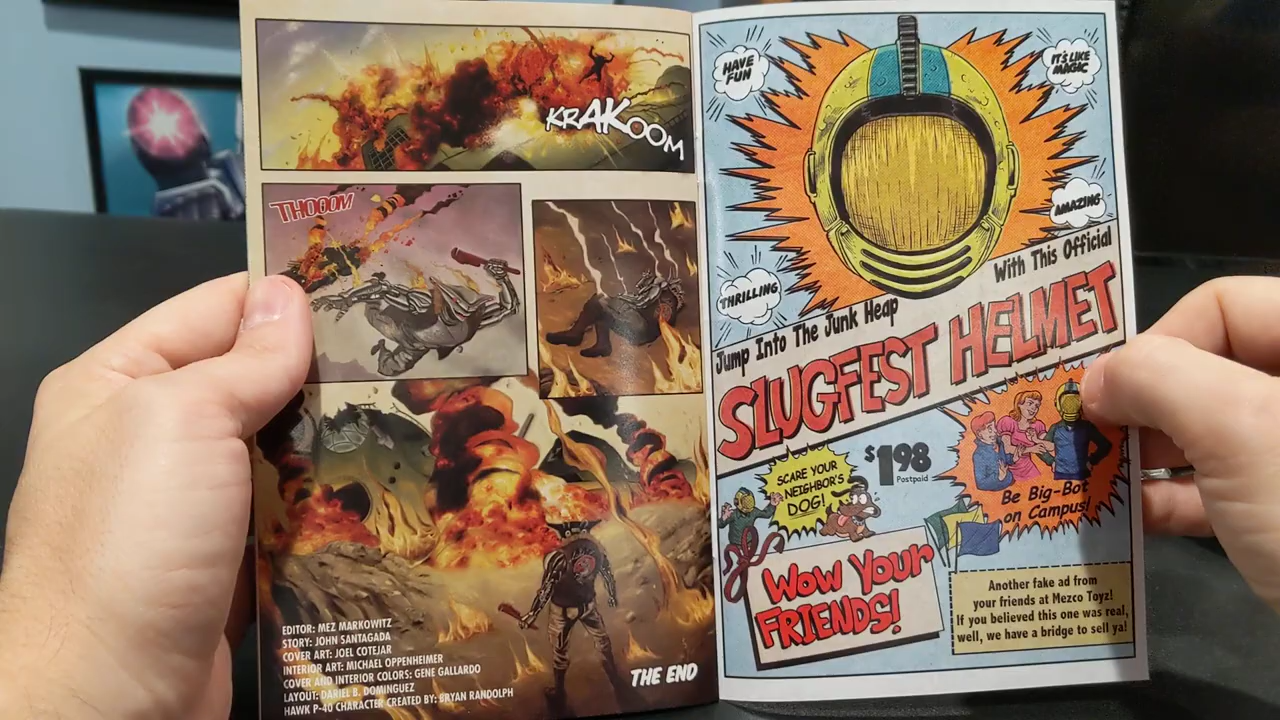 KRAKOOM
THOOOM
EDITOR: MEZ MARKOWITZ
STORY: JOHN SANTAGADA
COVER ART: JOEL COTEJAR
INTERIOR ART: MICHAEL OPPENHEIMER
COVER AND INTERIOR COLORS: GENE GALLARDO
LAYOUT: DARIEL B. DOMINGUEZ
HAWK P-40 CHARACTER CREATED BY: BRYAN RANDOLPH
THE END
HAVE
FUN
IT'S LIKE
MAGIC
AMAZING
THRILLING
With This Official
Jump Into The Junk Heap
SLUGFEST HELMET
SCARE YOUR
NEIGHBOR'S
DOG!
$1.98
Postpaid
Be Big-Bot
on Campus!
WOW YOUR
FRIENDS!
Another fake ad from
your friends at Mezco Toyz!
If you believed this one was real,
well, we have a bridge to sell ya!